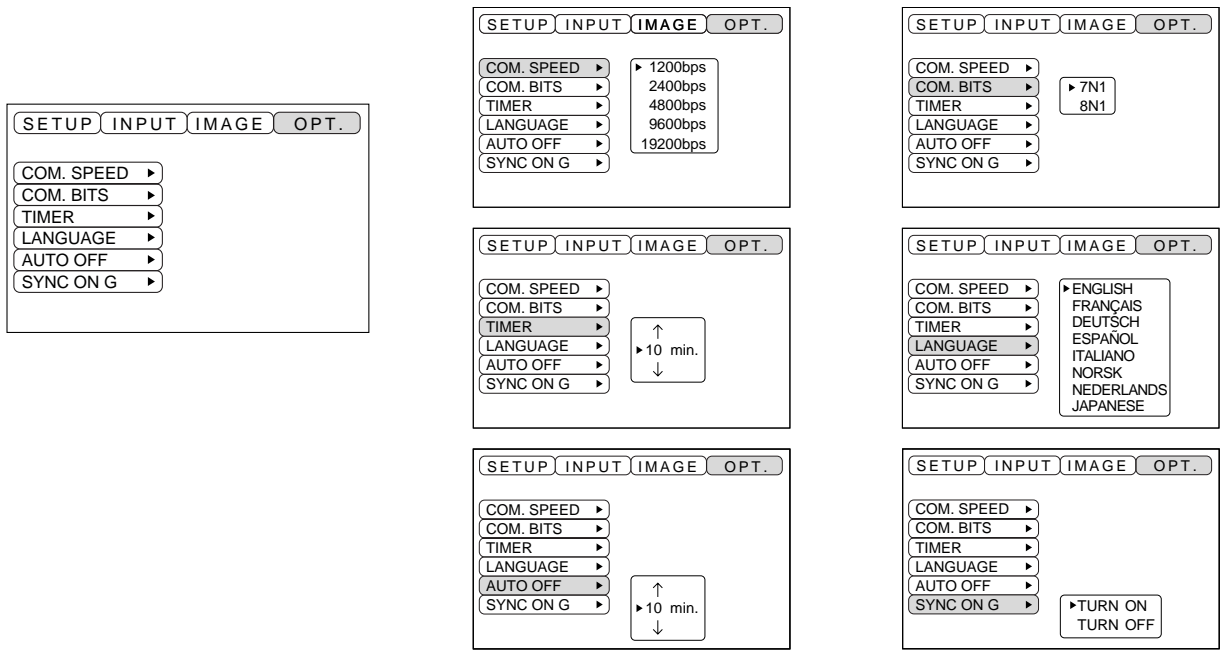 SETUP INPUT IMAGE OPT.
COM. SPEED ▶
COM. BITS ▶
TIMER ▶
LANGUAGE ▶
AUTO OFF ▶
SYNC ON G ▶
SETUP INPUT IMAGE OPT.
COM. SPEED ▶
COM. BITS ▶
TIMER ▶
LANGUAGE ▶
AUTO OFF ▶
SYNC ON G ▶
▶ 1200bps
2400bps
4800bps
9600bps
19200bps
SETUP INPUT IMAGE OPT.
COM. SPEED ▶
COM. BITS ▶
TIMER ▶
LANGUAGE ▶
AUTO OFF ▶
SYNC ON G ▶
▶ 7N1
8N1
SETUP INPUT IMAGE OPT.
COM. SPEED ▶
COM. BITS ▶
TIMER ▶
LANGUAGE ▶
AUTO OFF ▶
SYNC ON G ▶
↑
▶10 min.
↓
SETUP INPUT IMAGE OPT.
COM. SPEED ▶
COM. BITS ▶
TIMER ▶
LANGUAGE ▶
AUTO OFF ▶
SYNC ON G ▶
▶ENGLISH
FRANÇAIS
DEUTSCH
ESPAÑOL
ITALIANO
NORSK
NEDERLANDS
JAPANESE
SETUP INPUT IMAGE OPT.
COM. SPEED ▶
COM. BITS ▶
TIMER ▶
LANGUAGE ▶
AUTO OFF ▶
SYNC ON G ▶
↑
▶10 min.
↓
SETUP INPUT IMAGE OPT.
COM. SPEED ▶
COM. BITS ▶
TIMER ▶
LANGUAGE ▶
AUTO OFF ▶
SYNC ON G ▶
▶TURN ON
TURN OFF